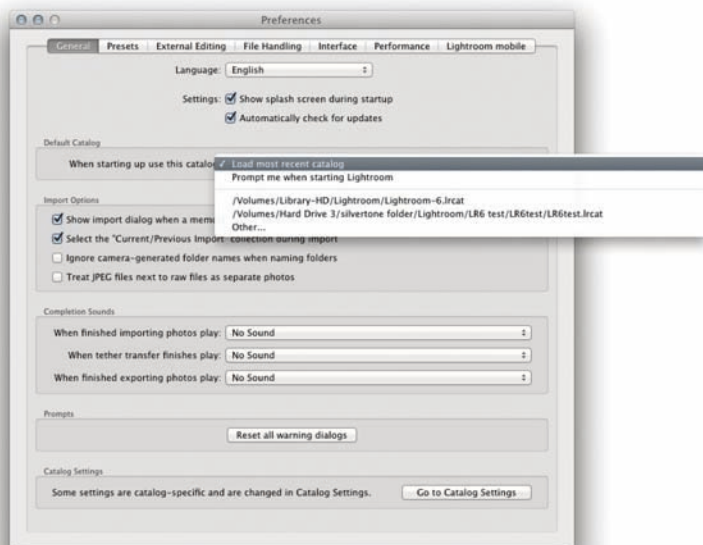 Preferences
General Presets External Editing File Handling Interface Performance Lightroom mobile
Language: English
Settings: Show splash screen during startup
Automatically check for updates
Default Catalog
When starting up use this catalog
✓ Load most recent catalog
Prompt me when starting Lightroom
/Volumes/Library-HD/Lightroom/Lightroom-6.lrcat
/Volumes/Hard Drive 3/silvertone folder/Lightroom/LR6 test/LR6test/LR6test.lrcat
Other...
Import Options
Show import dialog when a
Select the "Current/Previous Import" collection during import
Ignore camera-generated folder names when naming folders
Treat JPEG files next to raw files as separate photos
Completion Sounds
When finished importing photos play: No Sound
When tether transfer finishes play: No Sound
When finished exporting photos play: No Sound
Prompts
Reset all warning dialogs
Catalog Settings
Some settings are catalog-specific and are changed in Catalog Settings. Go to Catalog Settings